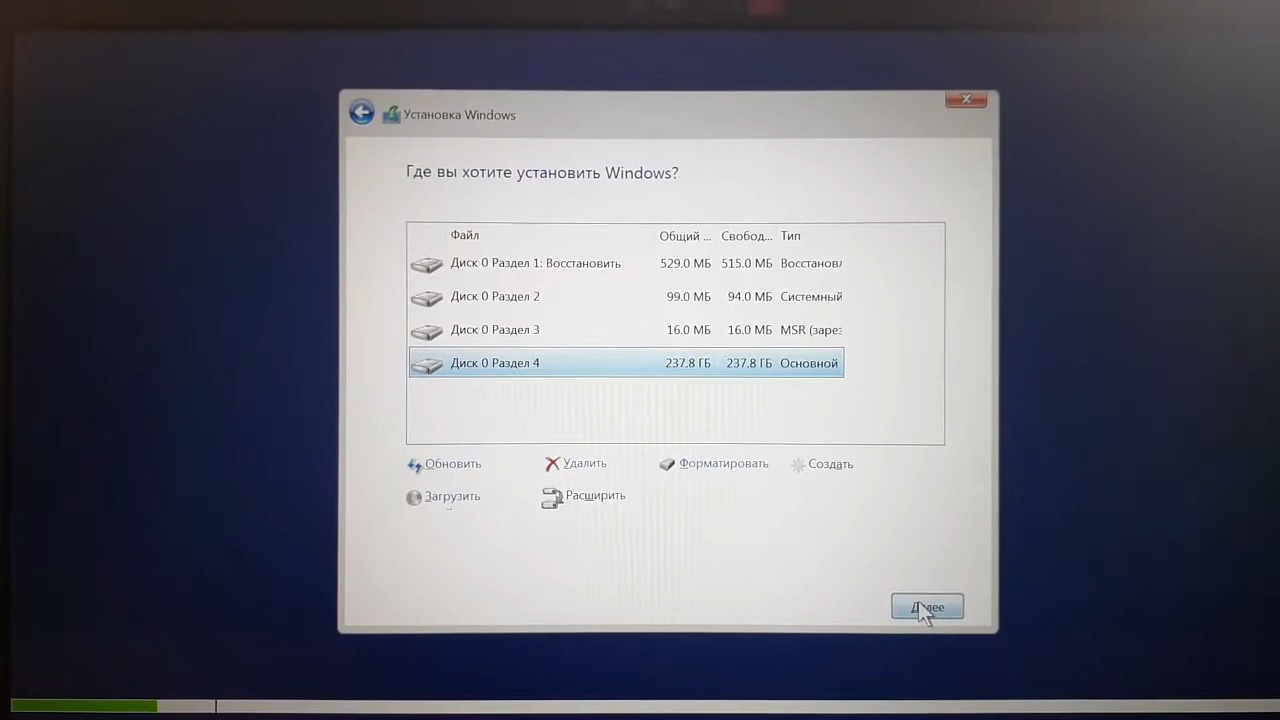 Установка Windows
Где вы хотите установить Windows?
Файл Общий ... Свобод... Тип
Диск 0 Раздел 1: Восстановить 529.0 МБ 515.0 МБ Восстановл
Диск 0 Раздел 2 99.0 МБ 94.0 МБ Системный
Диск 0 Раздел 3 16.0 МБ 16.0 МБ MSR (заре:
Диск 0 Раздел 4 237.8 ГБ 237.8 ГБ Основной
Обновить Удалить Форматировать Создать
Загрузить Расширить
Далее